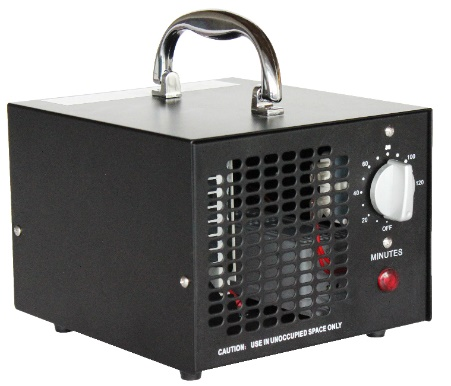 80
60 100
40 120
20
OFF
MINUTES
CAUTION: USE IN UNOCCUPIED SPACE ONLY